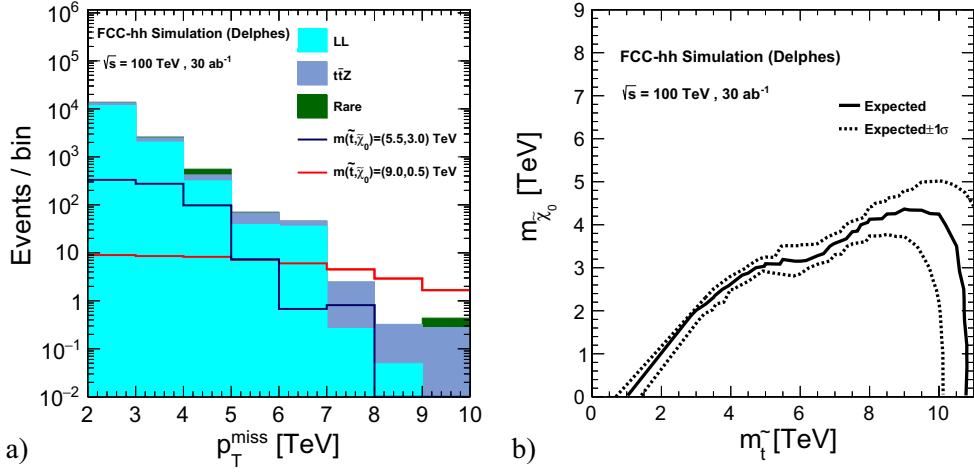 FCC-hh Simulation (Delphes)
√s = 100 TeV , 30 ab⁻¹
LL
tt̄Z
Rare
m(t̃,χ̃₀)=(5.5,3.0) TeV
m(t̃,χ̃₀)=(9.0,0.5) TeV
Events / bin
10⁶
10⁵
10⁴
10³
10²
10
1
10⁻¹
10⁻²
2 3 4 5 6 7 8 9 10
p_T^miss [TeV]
a)
FCC-hh Simulation (Delphes)
√s = 100 TeV , 30 ab⁻¹
Expected
Expected±1σ
m_χ̃₀ [TeV]
9
8
7
6
5
4
3
2
1
0
0 2 4 6 8 10
m_t̃ [TeV]
b)